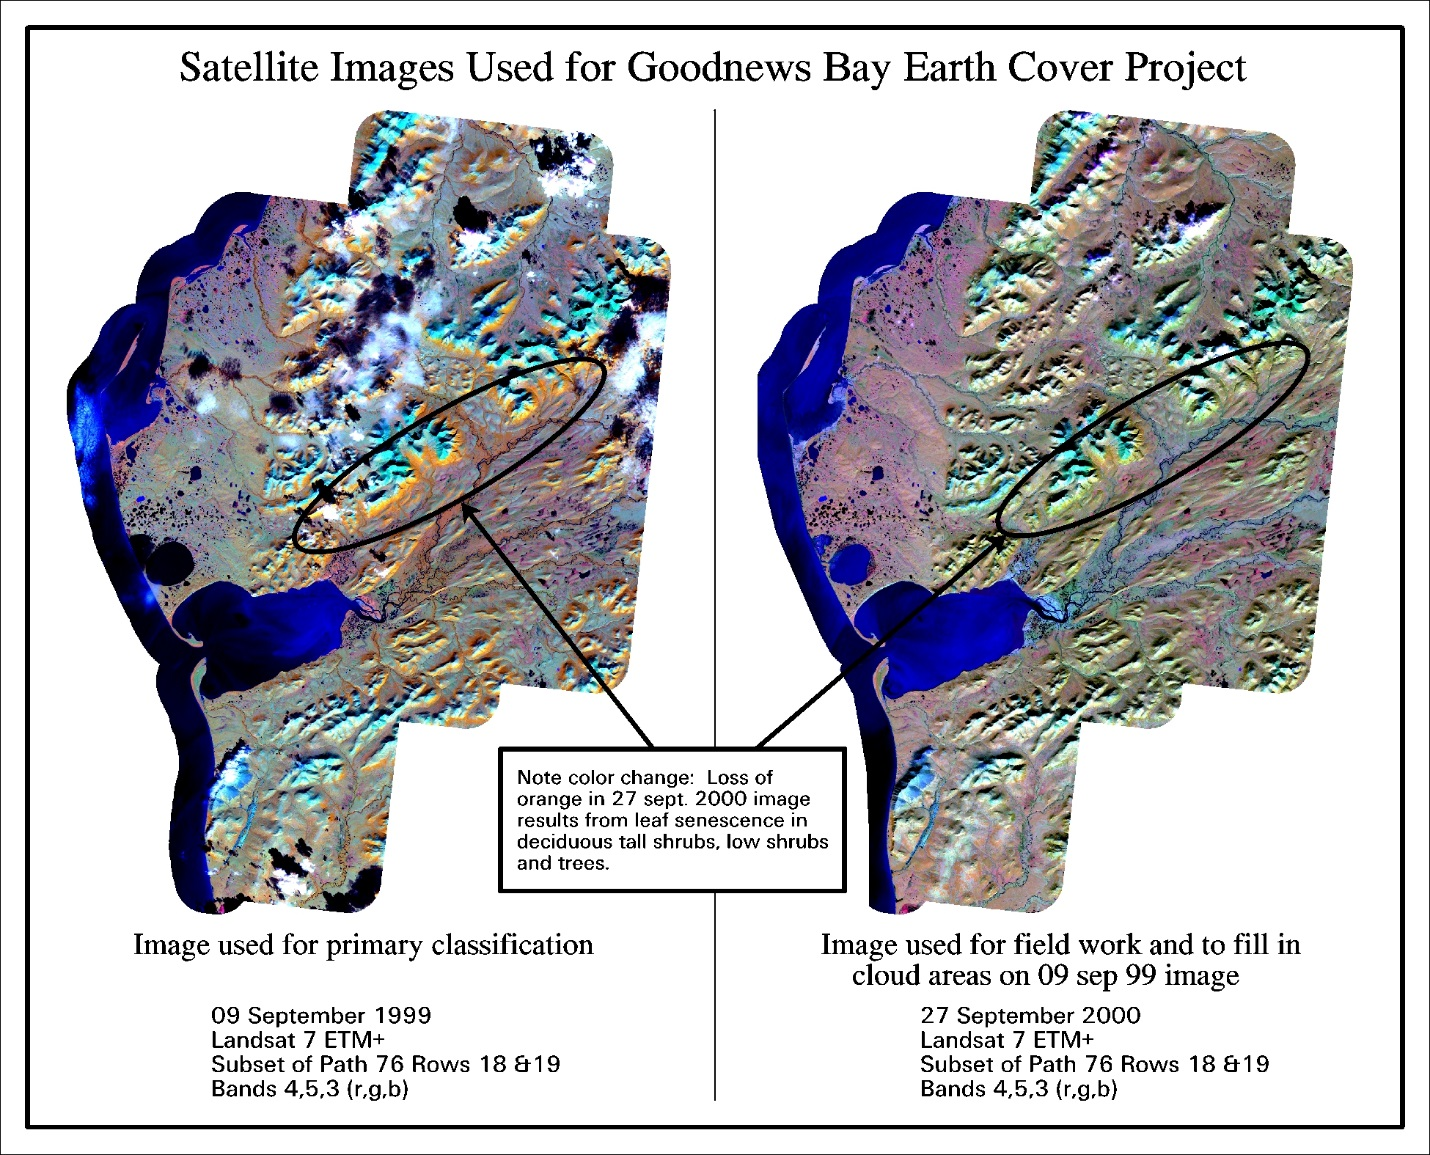 Satellite Images Used for Goodnews Bay Earth Cover Project
Note color change: Loss of
orange in 27 sept. 2000 image
results from leaf senescence in
deciduous tall shrubs, low shrubs
and trees.
Image used for primary classification
09 September 1999
Landsat 7 ETM+
Subset of Path 76 Rows 18 &19
Bands 4,5,3 (r,g,b)
Image used for field work and to fill in
cloud areas on 09 sep 99 image
27 September 2000
Landsat 7 ETM+
Subset of Path 76 Rows 18 &19
Bands 4,5,3 (r,g,b)